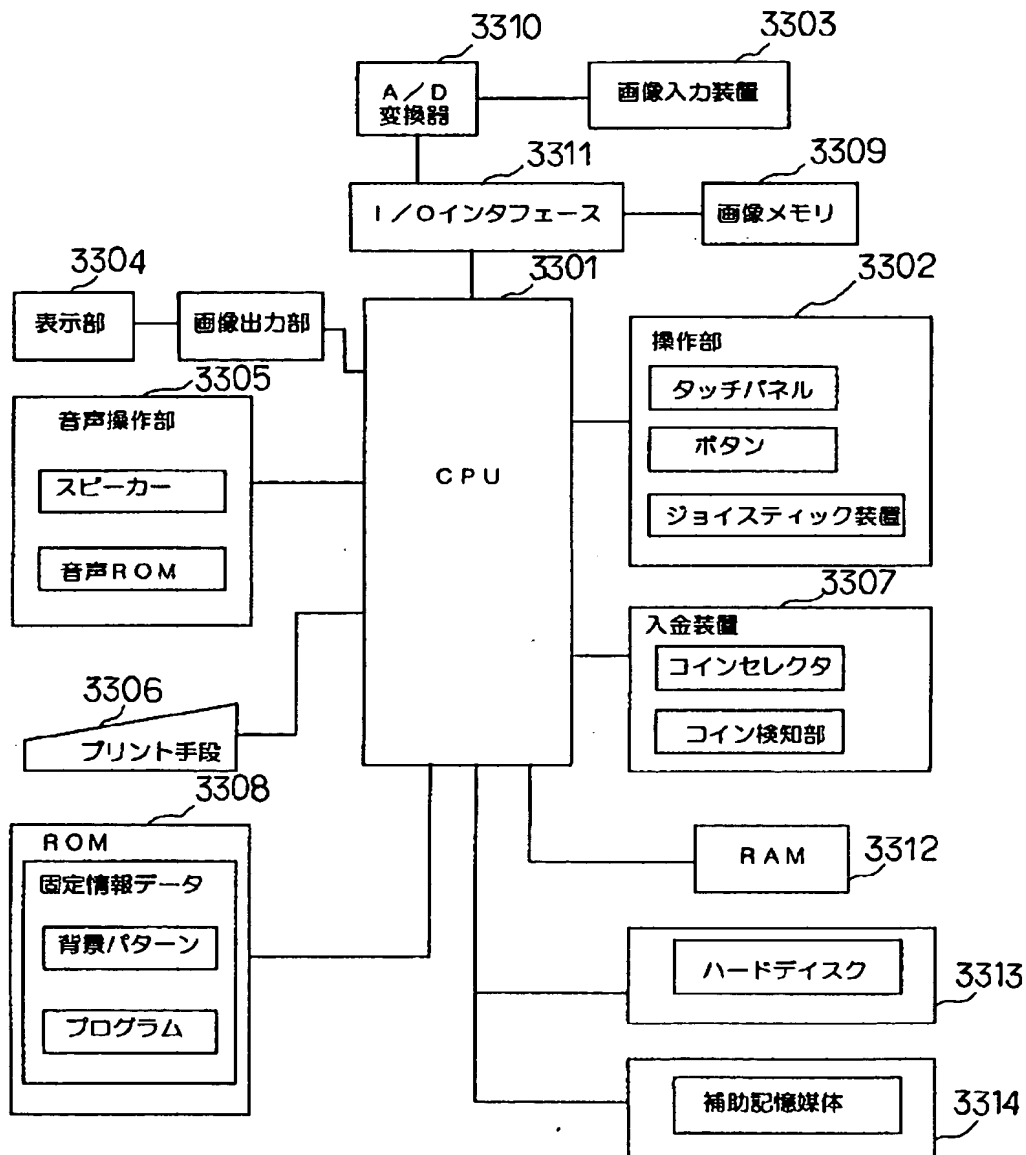 3310
3303
A/D
変換器
画像入力装置
3311
3309
I/Oインタフェース
画像メモリ
3304
3301
3302
表示部
画像出力部
操作部
タッチパネル
ボタン
ジョイスティック装置
3305
音声操作部
スピーカー
音声ROM
CPU
3307
入金装置
コインセレクタ
コイン検知部
3306
プリント手段
3308
ROM
固定情報データ
背景パターン
プログラム
RAM
3312
ハードディスク
3313
補助記憶媒体
3314